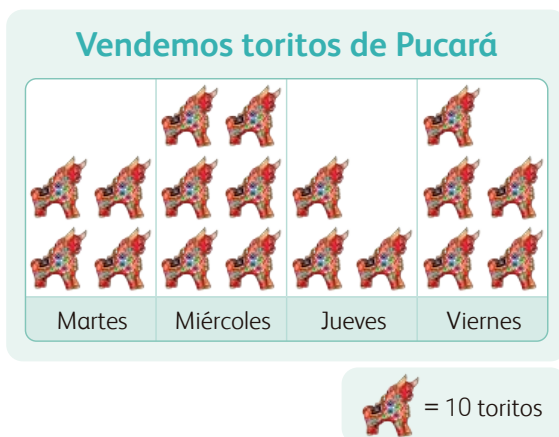 Vendemos toritos de Pucará
Martes Miércoles Jueves Viernes
= 10 toritos